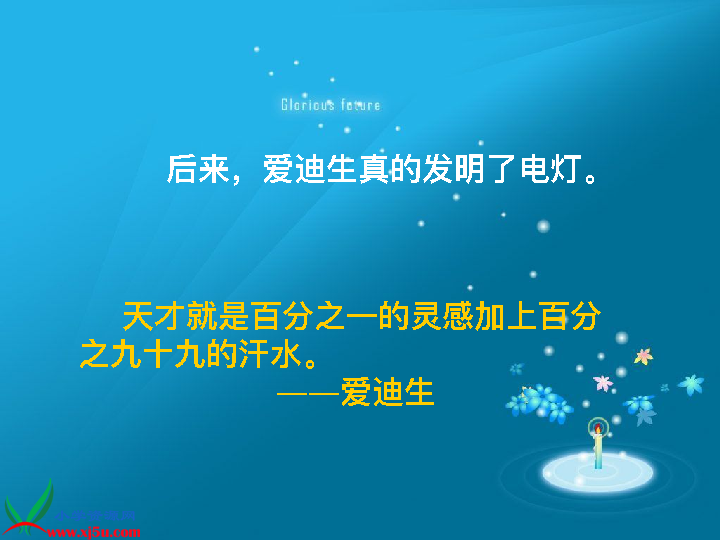 Glorious future
后来，爱迪生真的发明了电灯。
天才就是百分之一的灵感加上百分
之九十九的汗水。
——爱迪生
www.xj5u.com